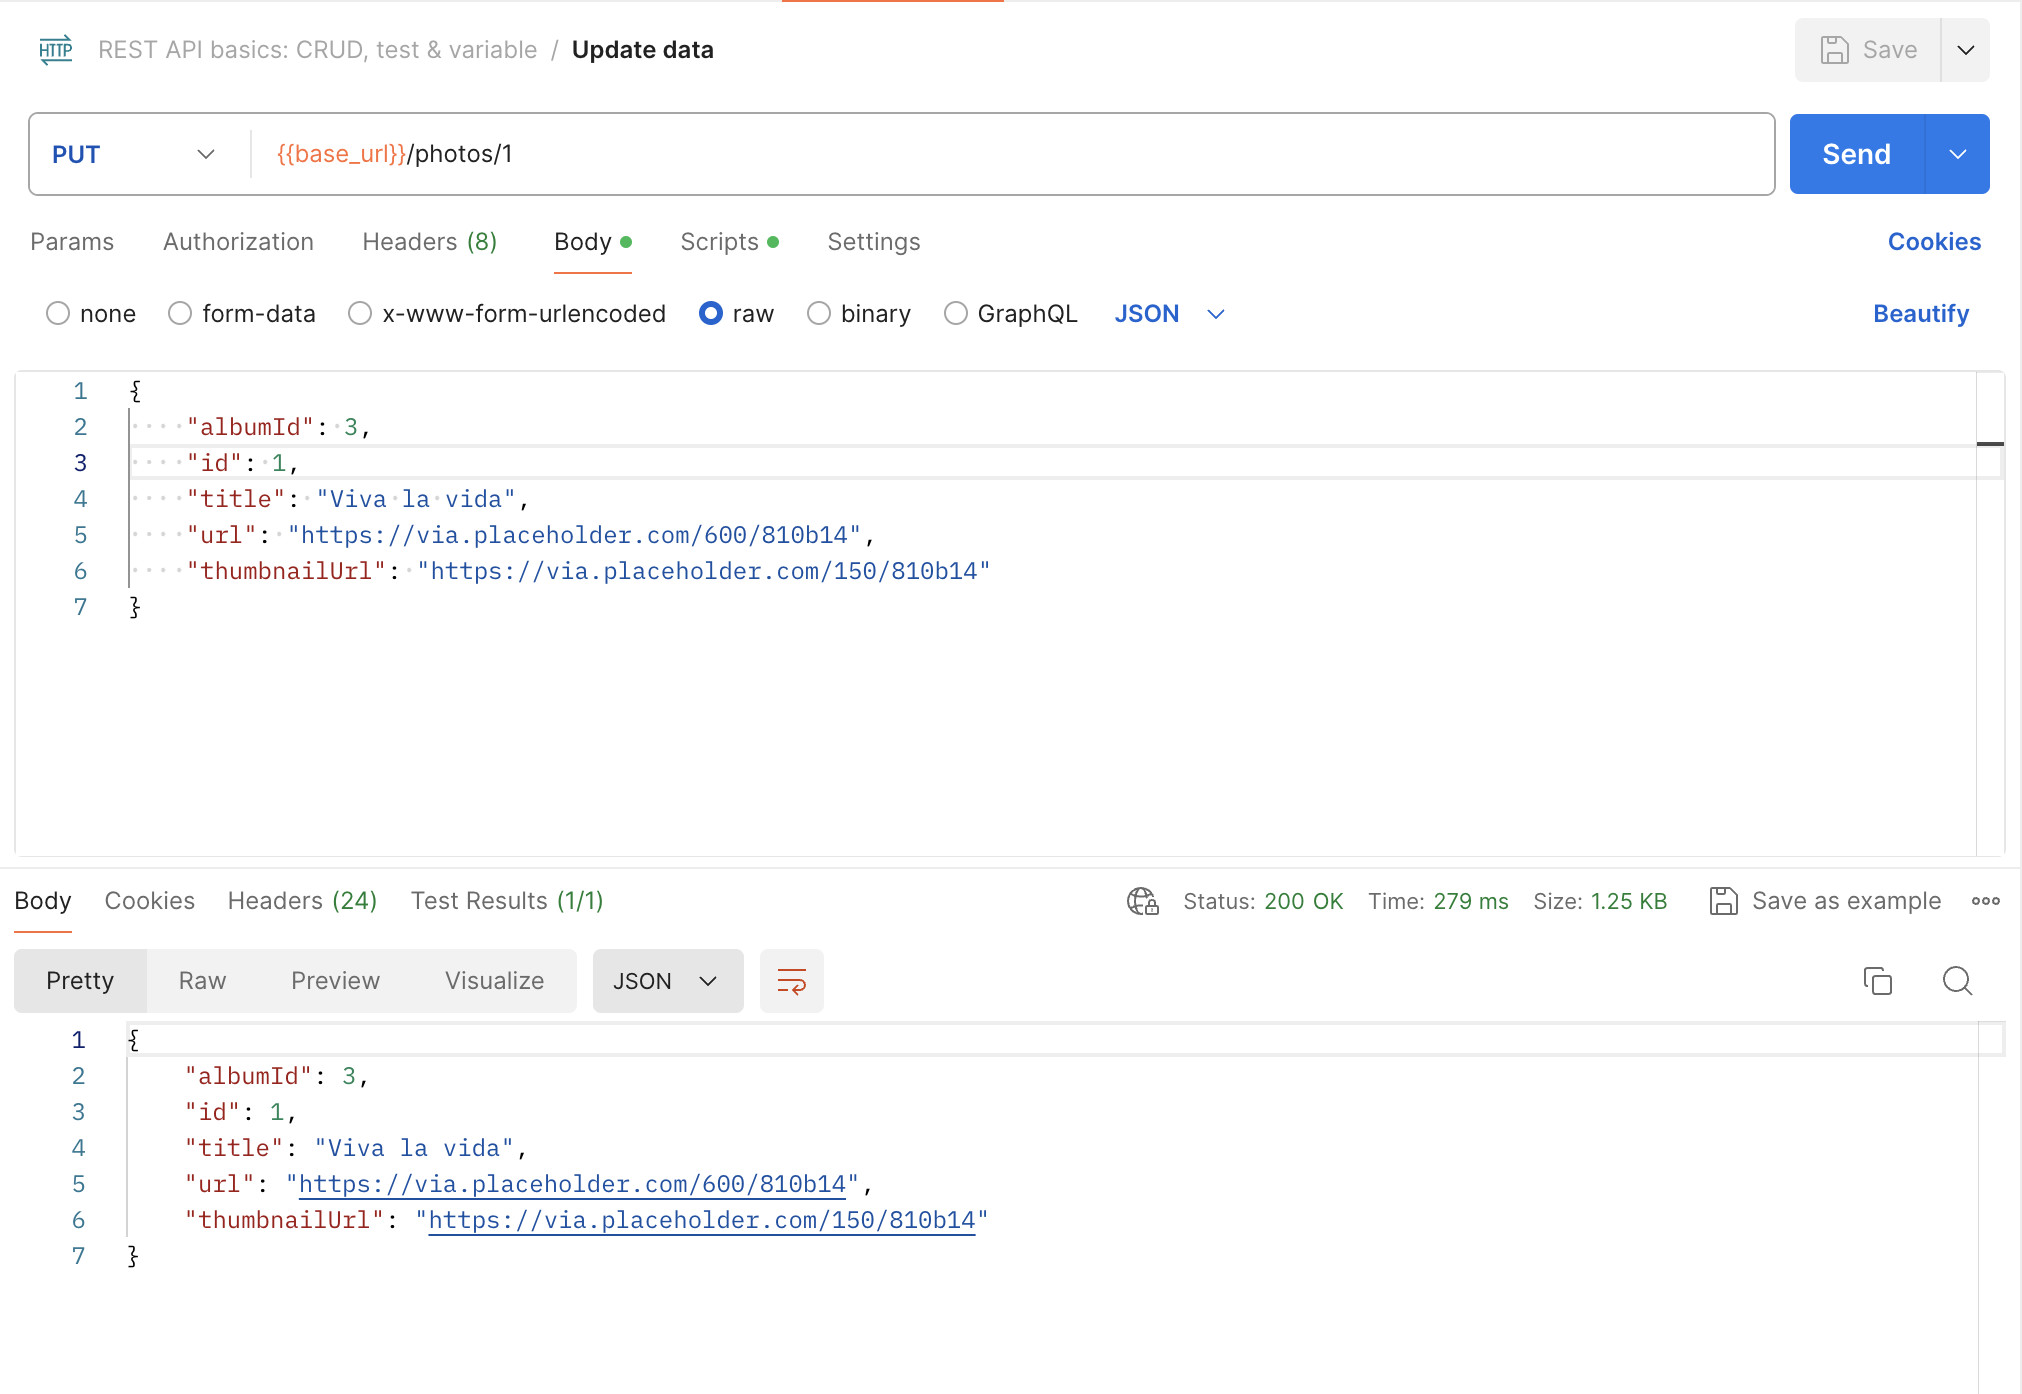 HTTP REST API basics: CRUD, test & variable / Update data Save
PUT {{base_url}}/photos/1 Send
Params Authorization Headers (8) Body Scripts Settings Cookies
none form-data x-www-form-urlencoded raw binary GraphQL JSON Beautify
1 {
2 "albumId": 3,
3 "id": 1,
4 "title": "Viva la vida",
5 "url": "https://via.placeholder.com/600/810b14",
6 "thumbnailUrl": "https://via.placeholder.com/150/810b14"
7 }
Body Cookies Headers (24) Test Results (1/1) Status: 200 OK Time: 279 ms Size: 1.25 KB Save as example
Pretty Raw Preview Visualize JSON
1 {
2 "albumId": 3,
3 "id": 1,
4 "title": "Viva la vida",
5 "url": "https://via.placeholder.com/600/810b14",
6 "thumbnailUrl": "https://via.placeholder.com/150/810b14"
7 }